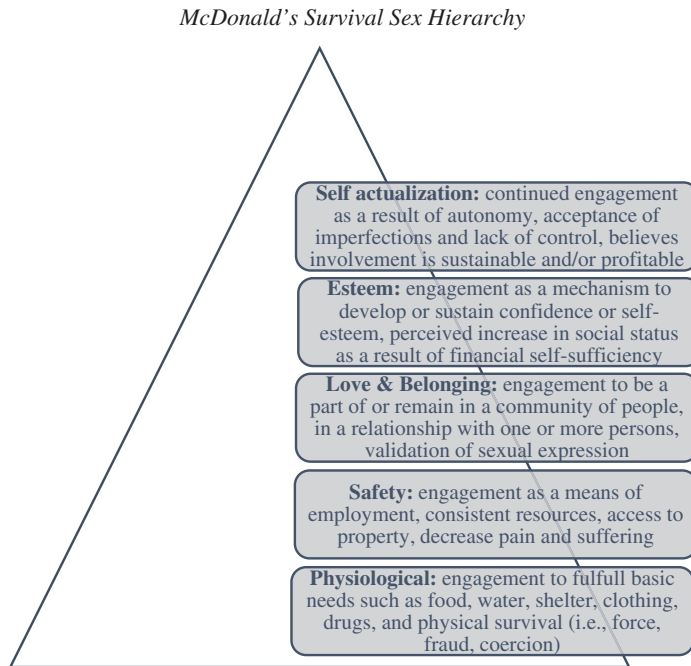 McDonald's Survival Sex Hierarchy
Self actualization: continued engagement
as a result of autonomy, acceptance of
imperfections and lack of control, believes
involvement is sustainable and/or profitable
Esteem: engagement as a mechanism to
develop or sustain confidence or self-
esteem, perceived increase in social status
as a result of financial self-sufficiency
Love & Belonging: engagement to be a
part of or remain in a community of people,
in a relationship with one or more persons,
validation of sexual expression
Safety: engagement as a means of
employment, consistent resources, access to
property, decrease pain and suffering
Physiological: engagement to fulfull basic
needs such as food, water, shelter, clothing,
drugs, and physical survival (i.e., force,
fraud, coercion)